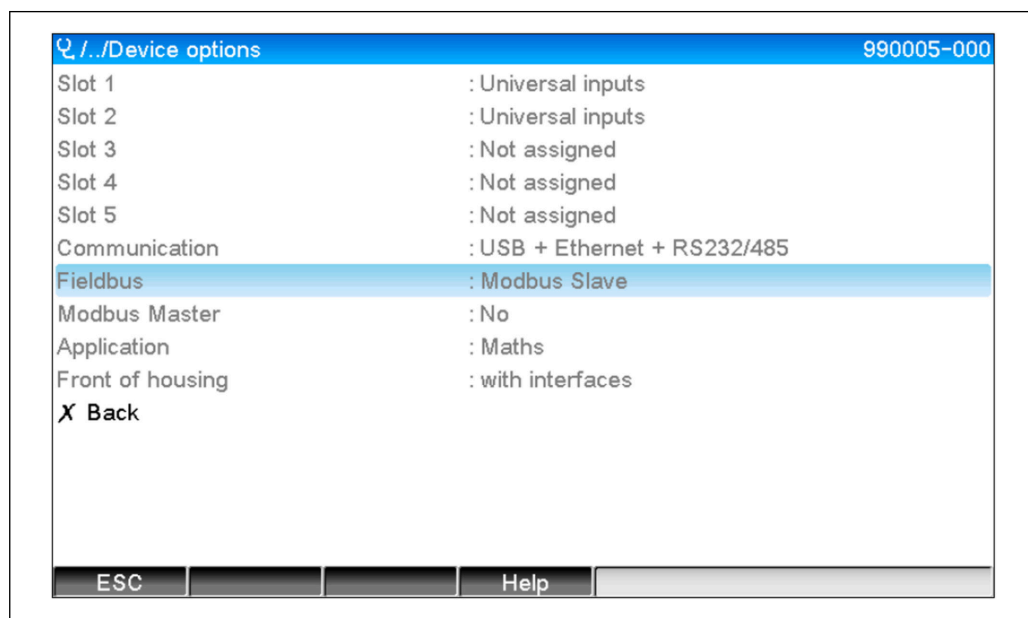 /../Device options 990005-000
Slot 1 : Universal inputs
Slot 2 : Universal inputs
Slot 3 : Not assigned
Slot 4 : Not assigned
Slot 5 : Not assigned
Communication : USB + Ethernet + RS232/485
Fieldbus : Modbus Slave
Modbus Master : No
Application : Maths
Front of housing : with interfaces
X Back
ESC Help